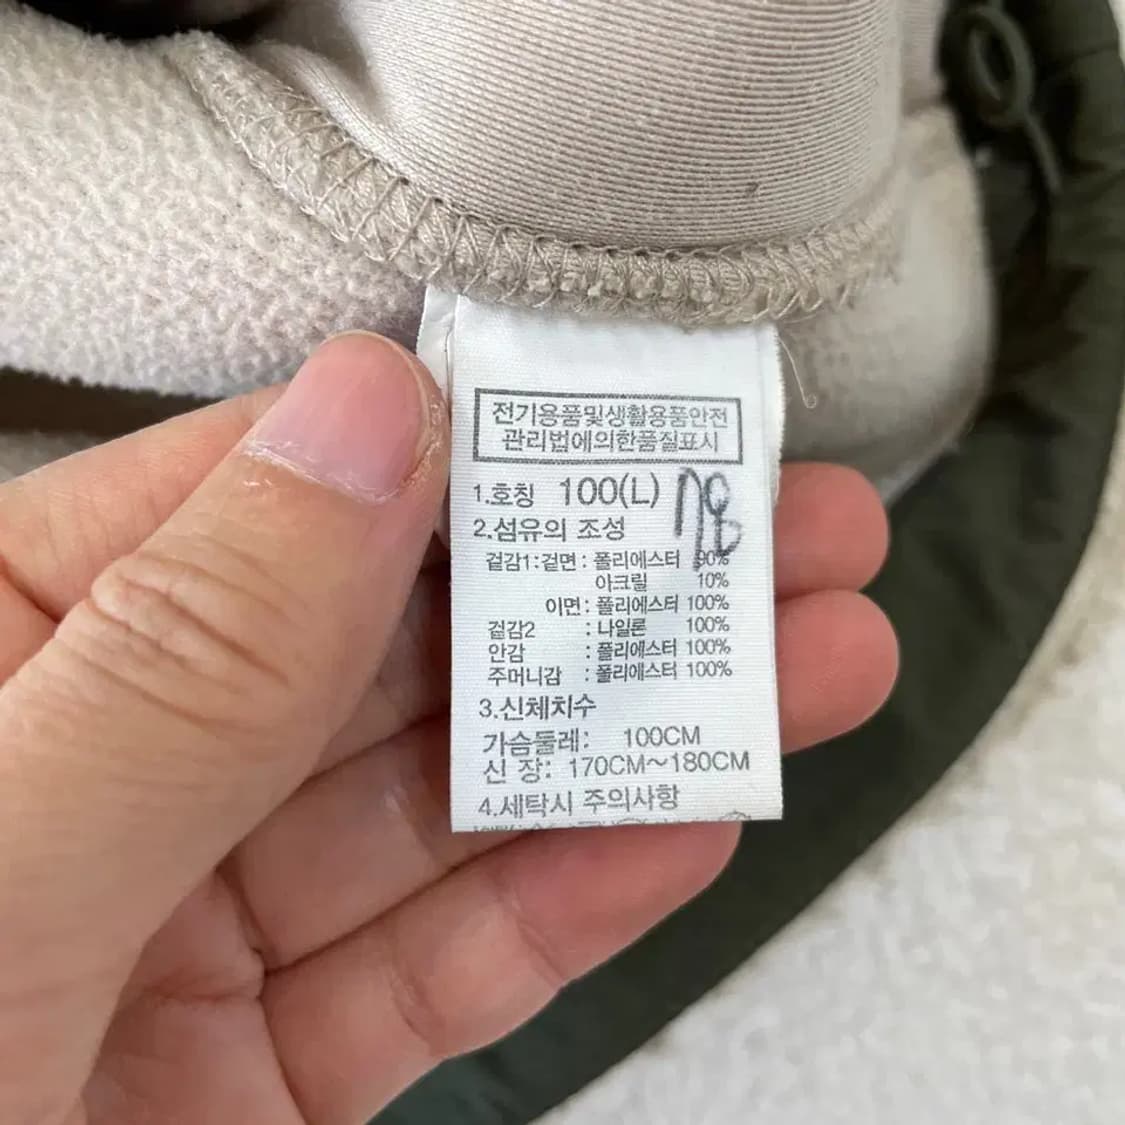 전기용품및생활용품안전
관리법에의한품질표시
1.호칭 100(L)
2.섬유의 조성
겉감1:겉면 : 폴리에스터 90%
아크릴 10%
이면 : 폴리에스터 100%
겉감2 : 나일론 100%
안감 : 폴리에스터 100%
주머니감 : 폴리에스터 100%
3.신체치수
가슴둘레: 100CM
신 장: 170CM~180CM
4.세탁시 주의사항